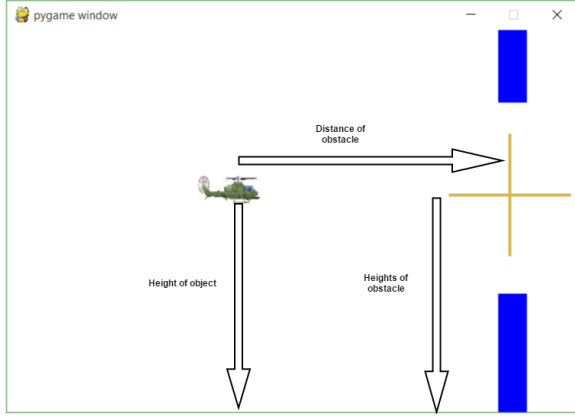 pygame window
Distance of
obstacle
Height of object
Heights of
obstacle